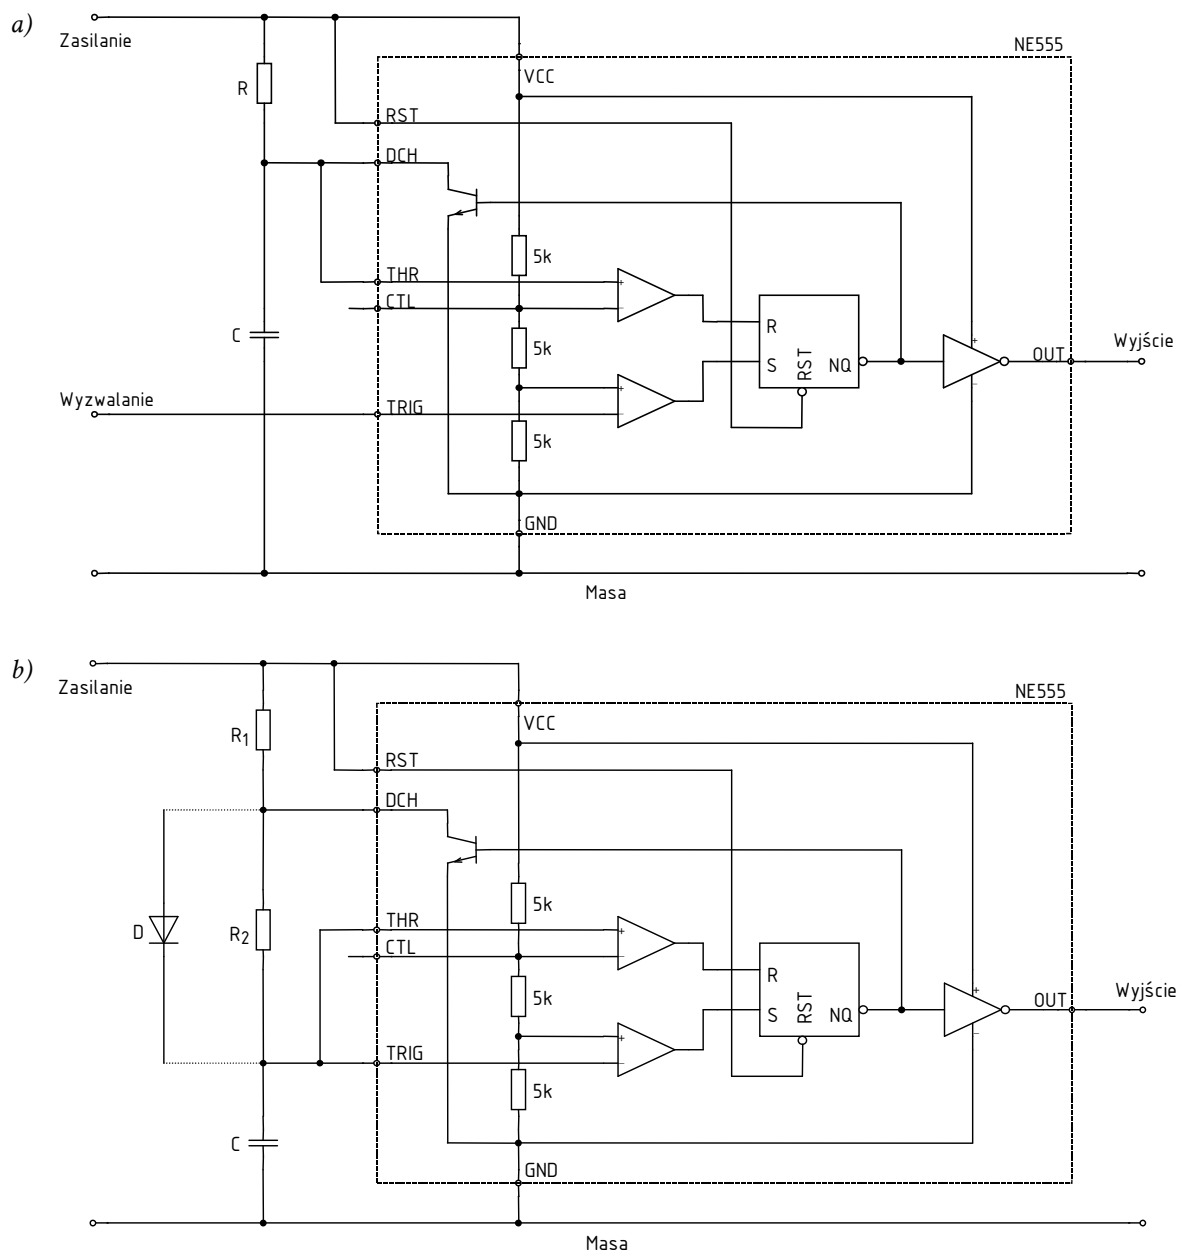 a)
Zasilanie
NE555
VCC
R
RST
DCH
5k
THR
CTL
C
5k
R
S
RST
NQ
OUT
Wyjście
Wyzwalanie
TRIG
5k
GND
Masa
b)
Zasilanie
NE555
VCC
R1
RST
DCH
5k
THR
D
R2
CTL
5k
R
S
RST
NQ
OUT
Wyjście
TRIG
5k
C
GND
Masa